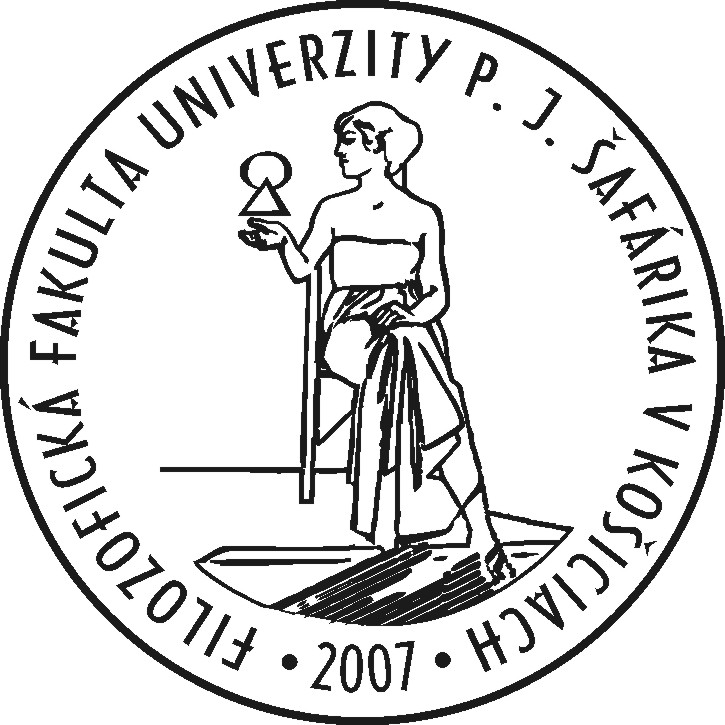 FILOZOFICKÁ FAKULTA UNIVERZITY P. J. ŠAFÁRIKA V KOŠICIACH
• 2007 •